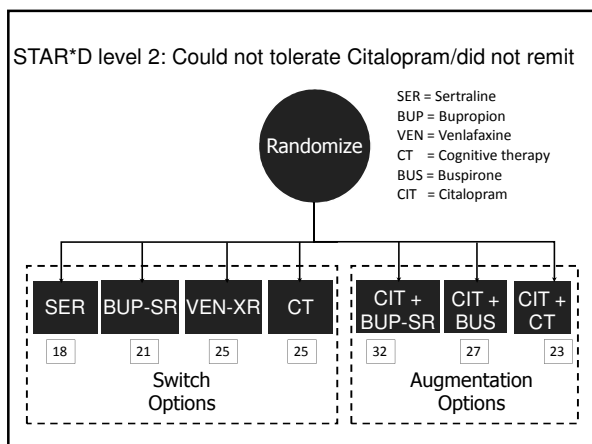 STAR*D level 2: Could not tolerate Citalopram/did not remit
Randomize
SER = Sertraline
BUP = Bupropion
VEN = Venlafaxine
CT = Cognitive therapy
BUS = Buspirone
CIT = Citalopram
SER
BUP-SR
VEN-XR
CT
CIT +
BUP-SR
CIT +
BUS
CIT +
CT
18
21
25
25
32
27
23
Switch
Options
Augmentation
Options